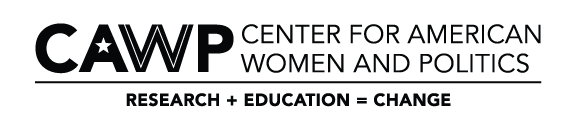 CAWP CENTER FOR AMERICAN
WOMEN AND POLITICS
RESEARCH + EDUCATION = CHANGE